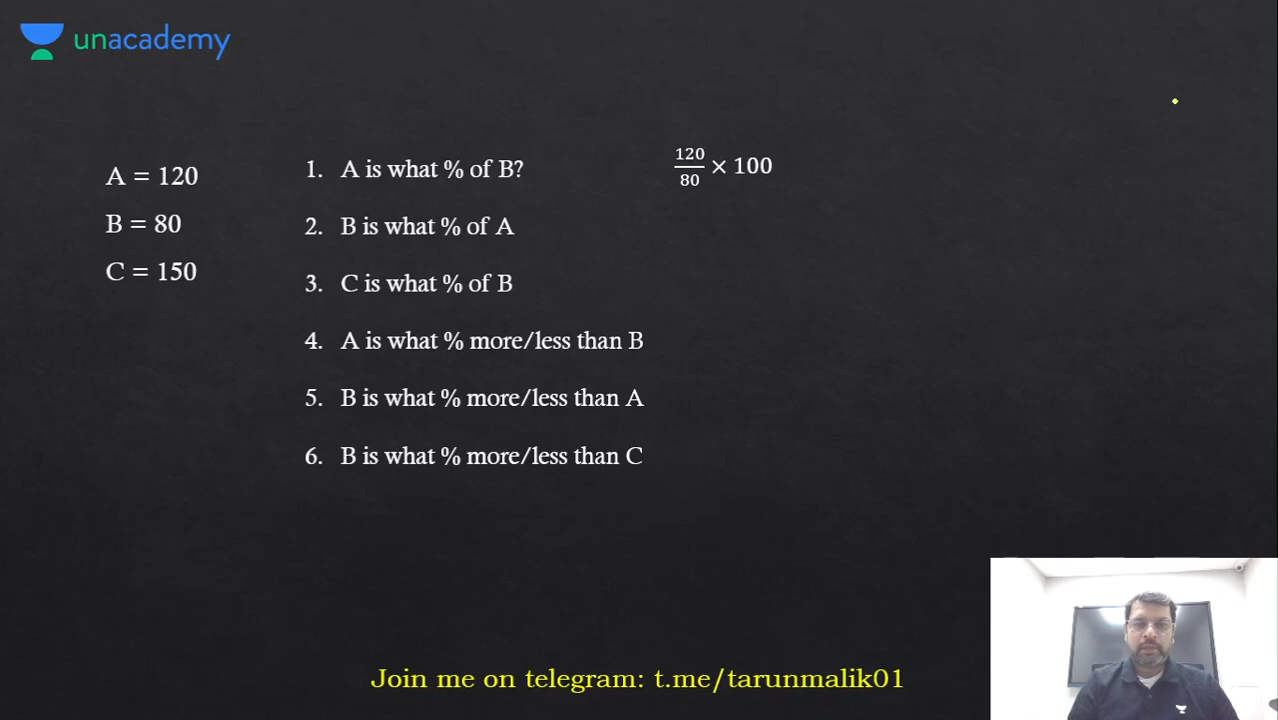 unacademy
A = 120
B = 80
C = 150
1. A is what % of B?
120/80 × 100
2. B is what % of A
3. C is what % of B
4. A is what % more/less than B
5. B is what % more/less than A
6. B is what % more/less than C
Join me on telegram: t.me/tarunmalik01